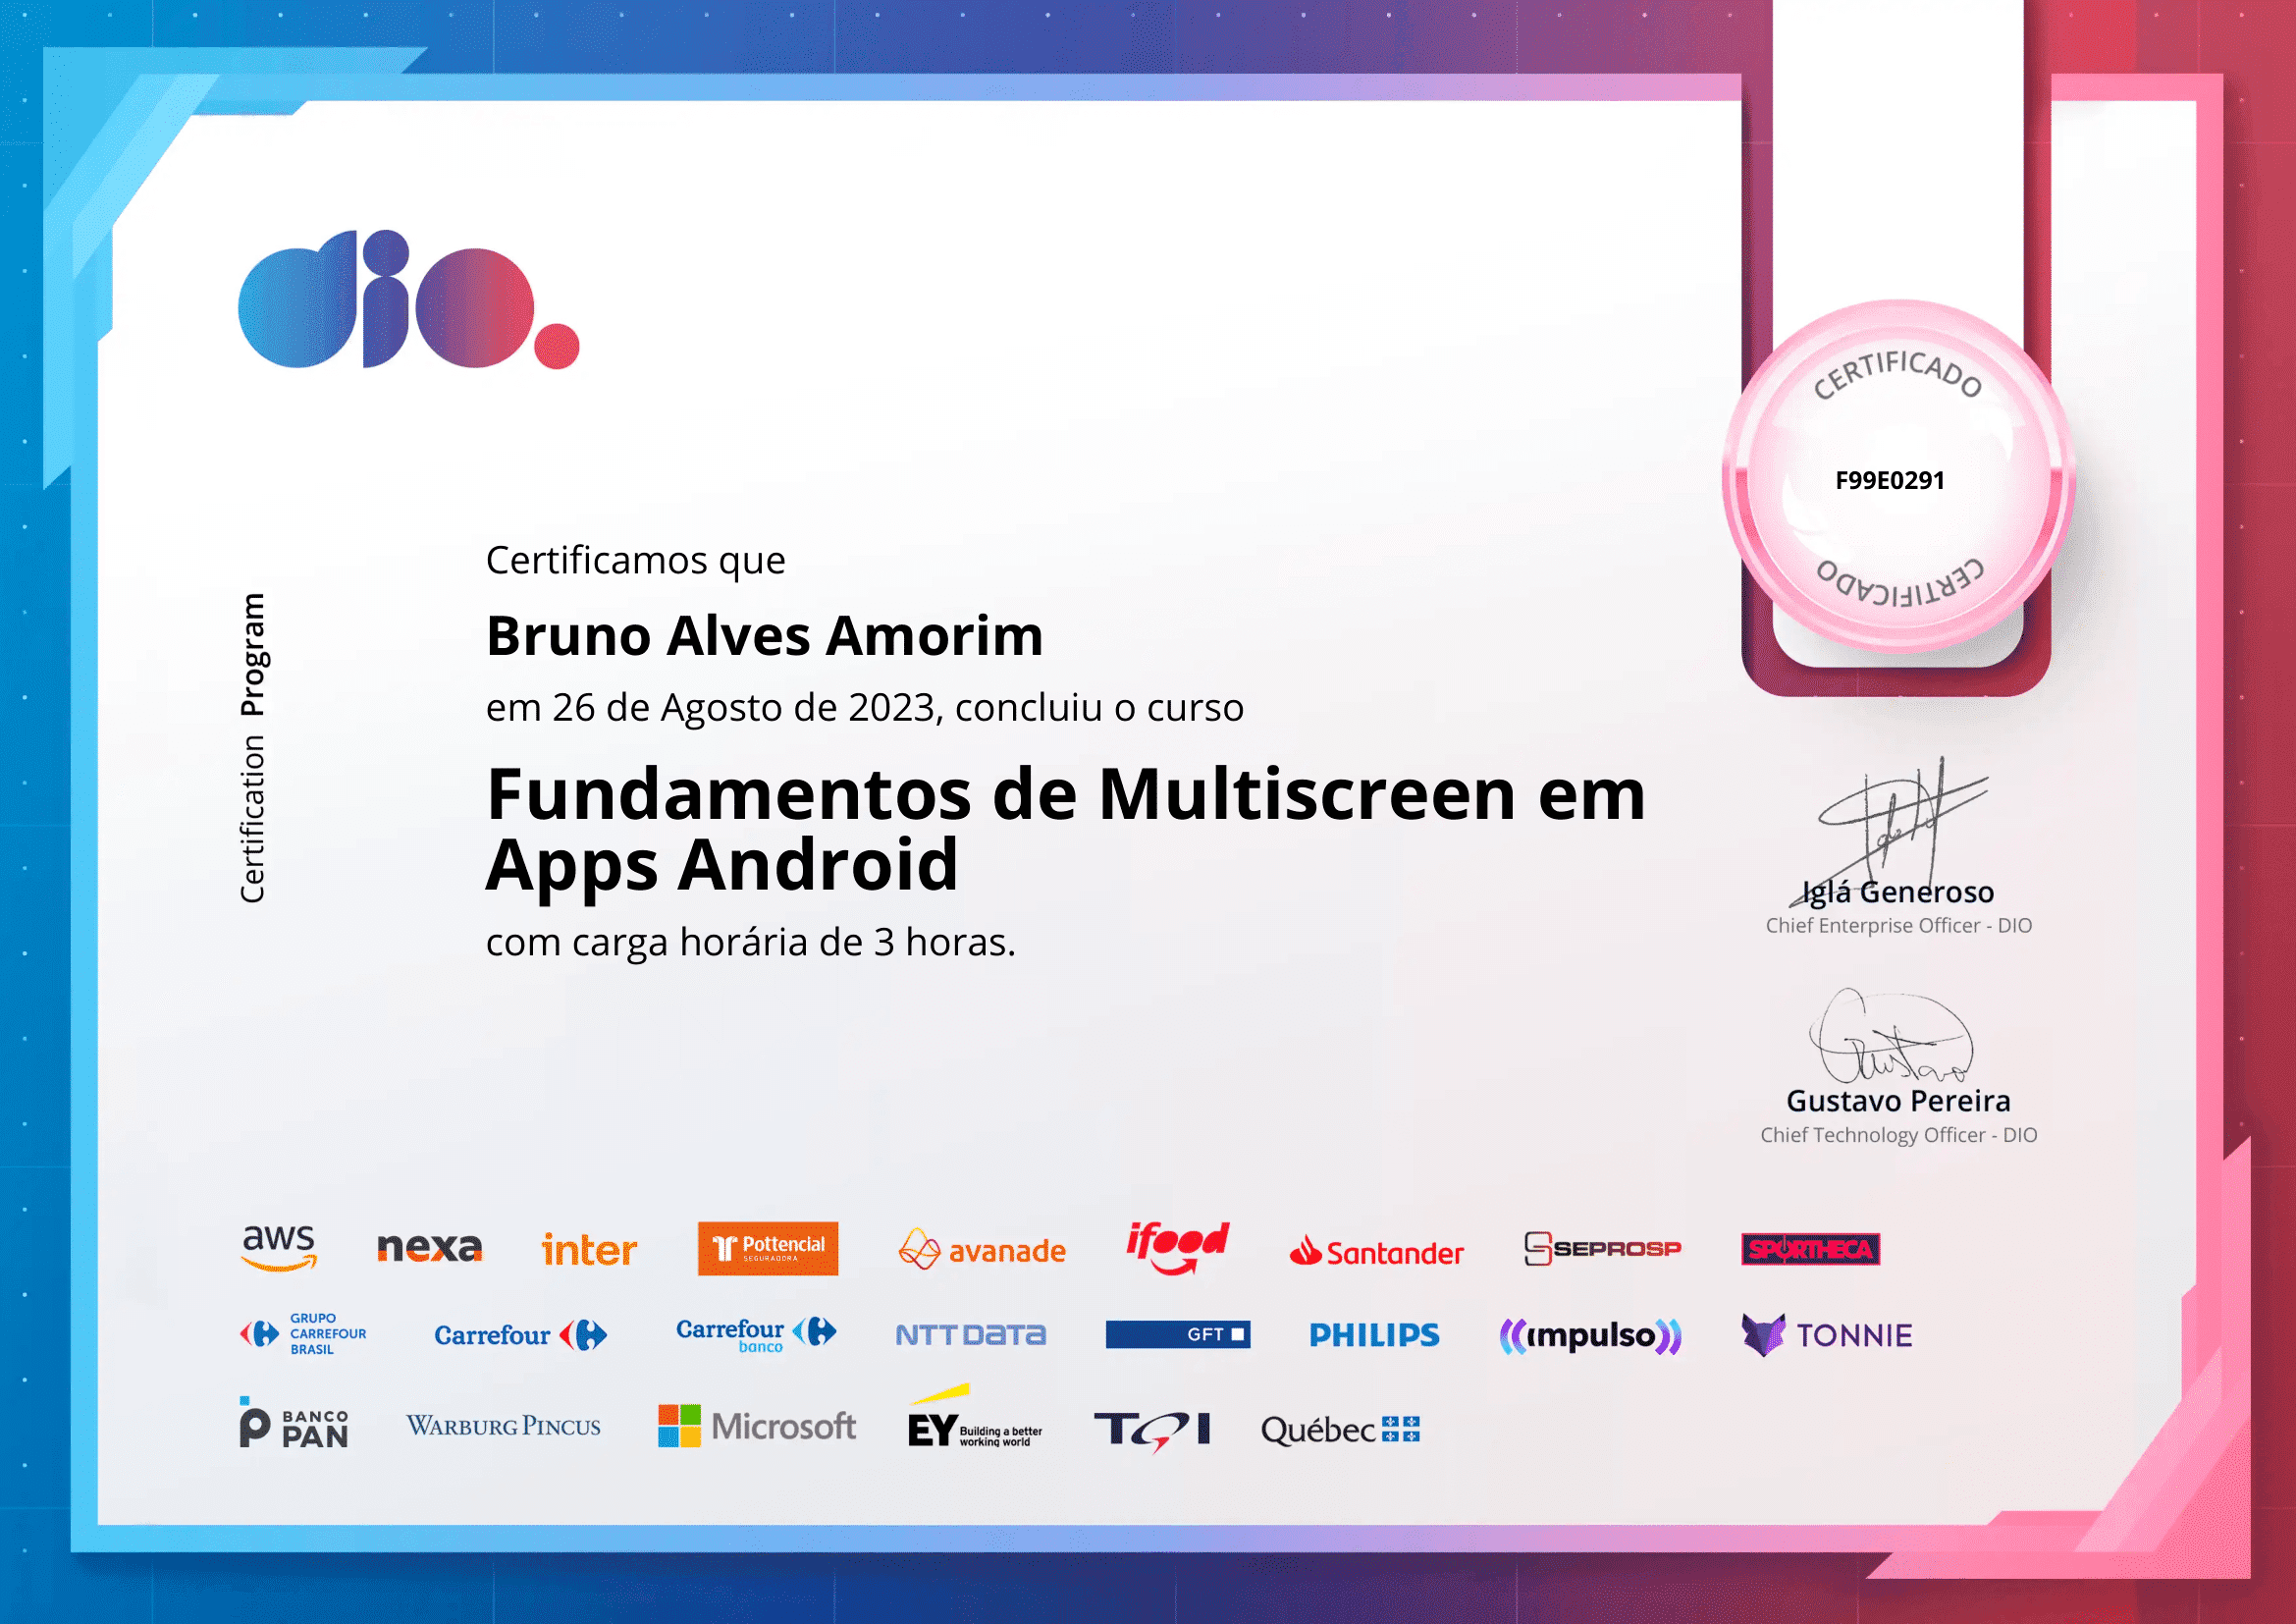 dio.
CERTIFICADO
F99E0291
CERTIFICADO
Certification Program
Certificamos que
Bruno Alves Amorim
em 26 de Agosto de 2023, concluiu o curso
Fundamentos de Multiscreen em
Apps Android
com carga horária de 3 horas.
Iglá Generoso
Chief Enterprise Officer - DIO
Gustavo
Gustavo Pereira
Chief Technology Officer - DIO
aws
nexa
inter
Pottencial
SEGURADORA
avanade
ifood
Santander
SEPROSP
SPORTHECA
GRUPO
CARREFOUR
BRASIL
Carrefour
Carrefour
banco
NTT DATA
GFT
PHILIPS
impulso
TONNIE
BANCO
PAN
WARBURG PINCUS
Microsoft
EY
Building a better
working world
TQI
Québec